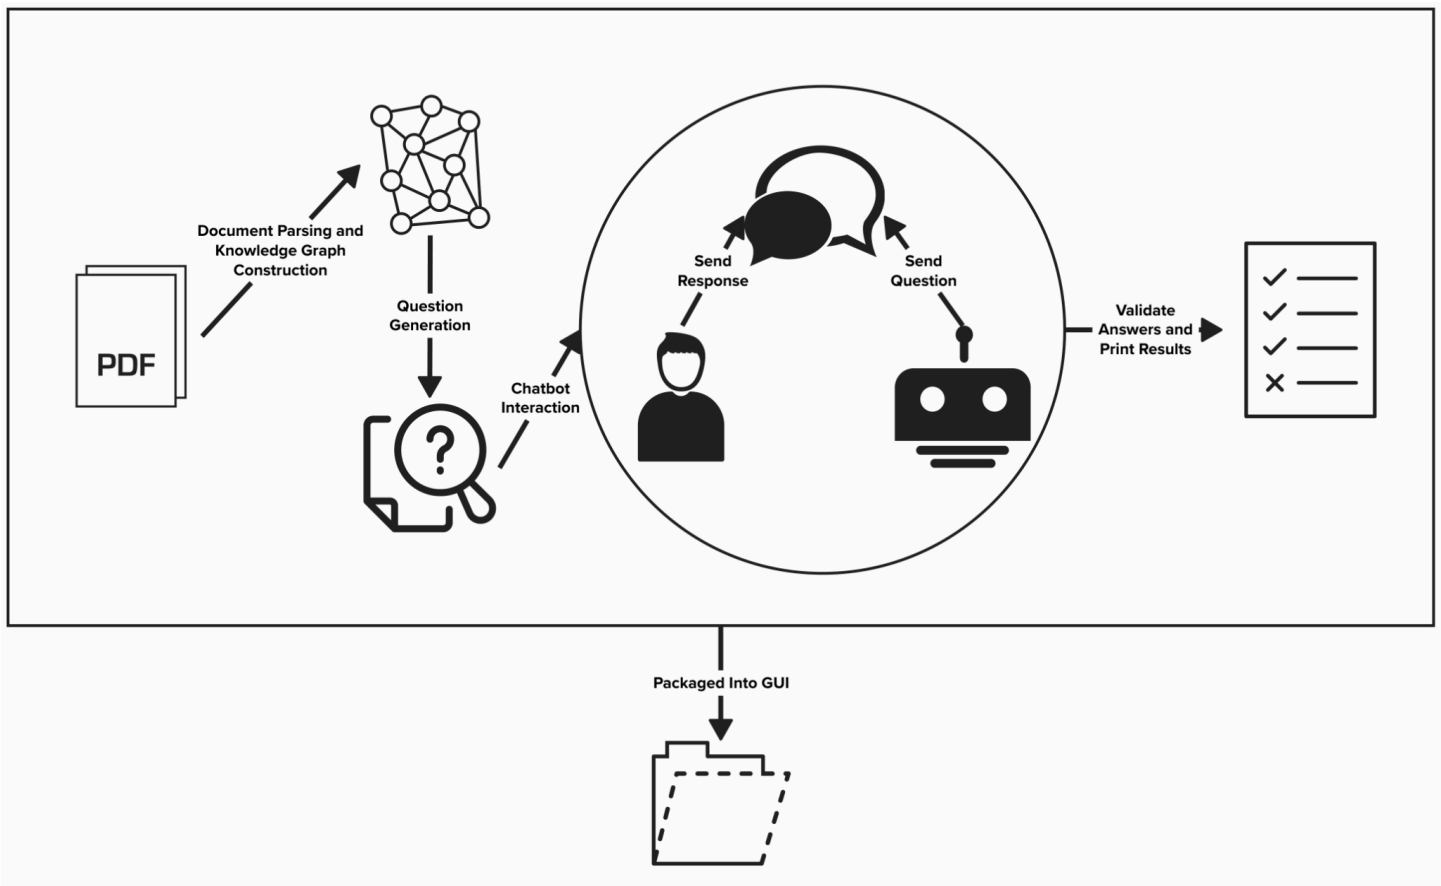 Document Parsing and
Knowledge Graph
Construction
PDF
Question
Generation
Chatbot
Interaction
Send
Response
Send
Question
Validate
Answers and
Print Results
Packaged Into GUI